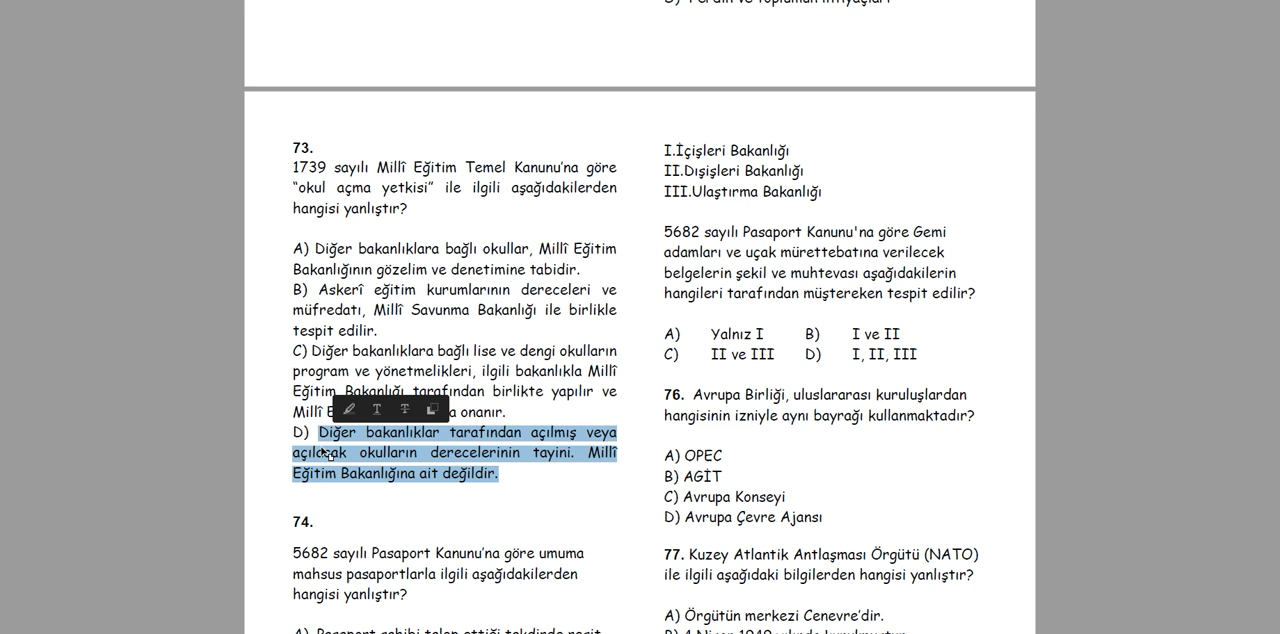 73.
1739 sayılı Millî Eğitim Temel Kanunu’na göre
“okul açma yetkisi” ile ilgili aşağıdakilerden
hangisi yanlıştır?
A) Diğer bakanlıklara bağlı okullar, Millî Eğitim
Bakanlığının gözelim ve denetimine tabidir.
B) Askerî eğitim kurumlarının dereceleri ve
müfredatı, Millî Savunma Bakanlığı ile birlikte
tespit edilir.
C) Diğer bakanlıklara bağlı lise ve dengi okulların
program ve yönetmelikleri, ilgili bakanlıkla Millî
Eğitim Bakanlığı tarafından birlikte yapılır ve
Millî onanır.
D) Diğer bakanlıklar tarafından açılmış veya
açılacak okulların derecelerinin tayini. Millî
Eğitim Bakanlığına ait değildir.
74.
5682 sayılı Pasaport Kanunu’na göre umuma
mahsus pasaportlarla ilgili aşağıdakilerden
hangisi yanlıştır?
I.İçişleri Bakanlığı
II.Dışişleri Bakanlığı
III.Ulaştırma Bakanlığı
5682 sayılı Pasaport Kanunu'na göre Gemi
adamları ve uçak mürettebatına verilecek
belgelerin şekil ve muhtevası aşağıdakilerin
hangileri tarafından müştereken tespit edilir?
A) Yalnız I B) I ve II
C) II ve III D) I, II, III
76. Avrupa Birliği, uluslararası kuruluşlardan
hangisinin izniyle aynı bayrağı kullanmaktadır?
A) OPEC
B) AGİT
C) Avrupa Konseyi
D) Avrupa Çevre Ajansı
77. Kuzey Atlantik Antlaşması Örgütü (NATO)
ile ilgili aşağıdaki bilgilerden hangisi yanlıştır?
A) Örgütün merkezi Cenevre’dir.